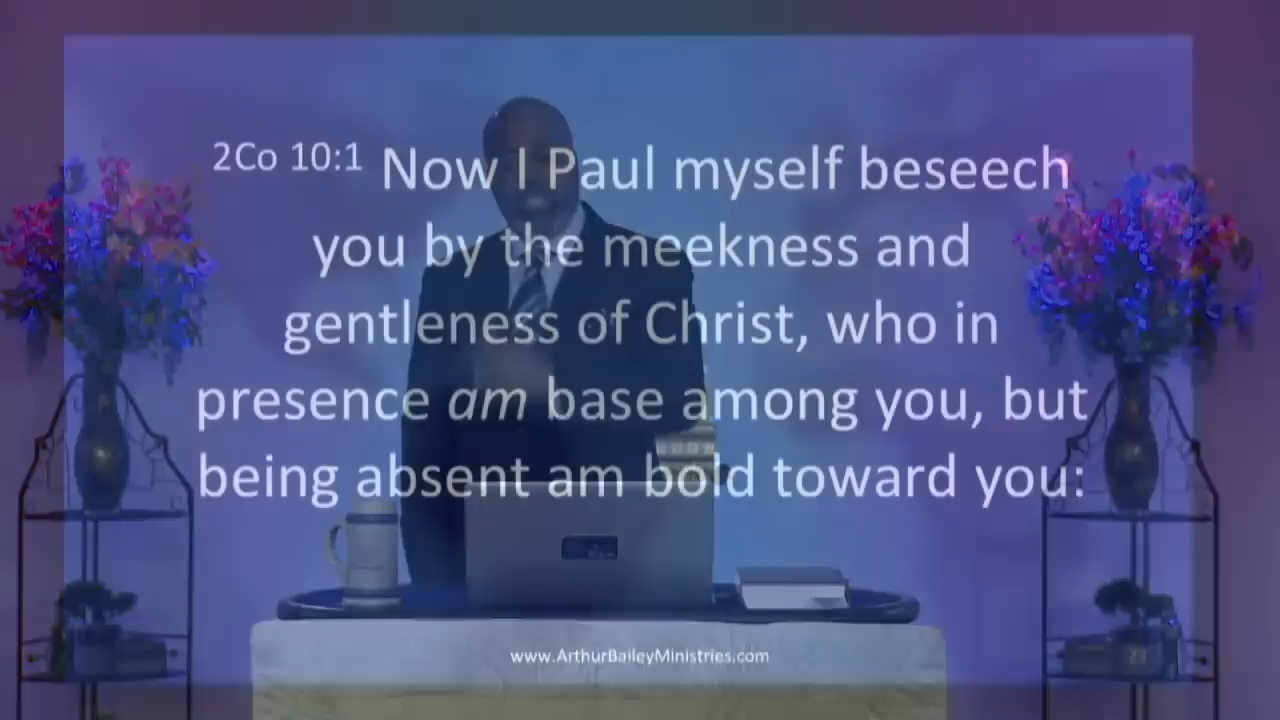 2Co 10:1 Now I Paul myself beseech
you by the meekness and
gentleness of Christ, who in
presence am base among you, but
being absent am bold toward you:
www.ArthurBaileyMinistries.com